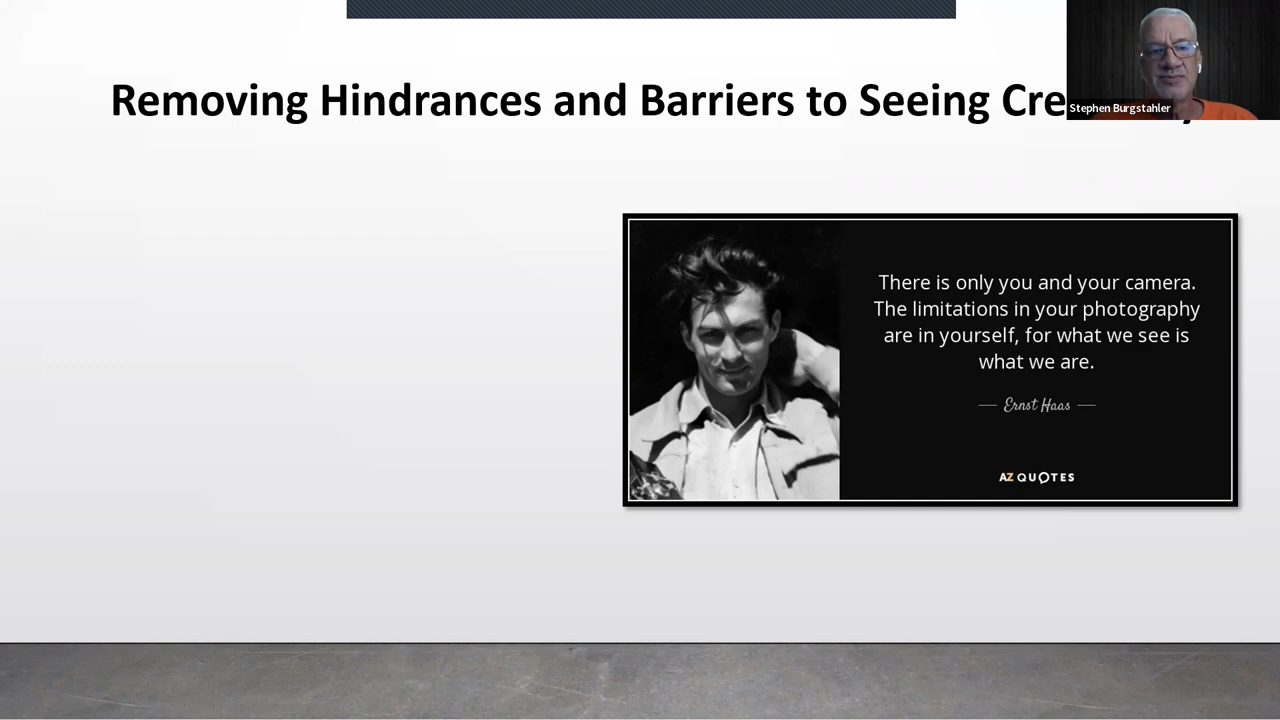 Removing Hindrances and Barriers to Seeing
Stephen Burgstahler
There is only you and your camera.
The limitations in your photography
are in yourself, for what we see is
what we are.
Ernst Haas
AZ QUOTES